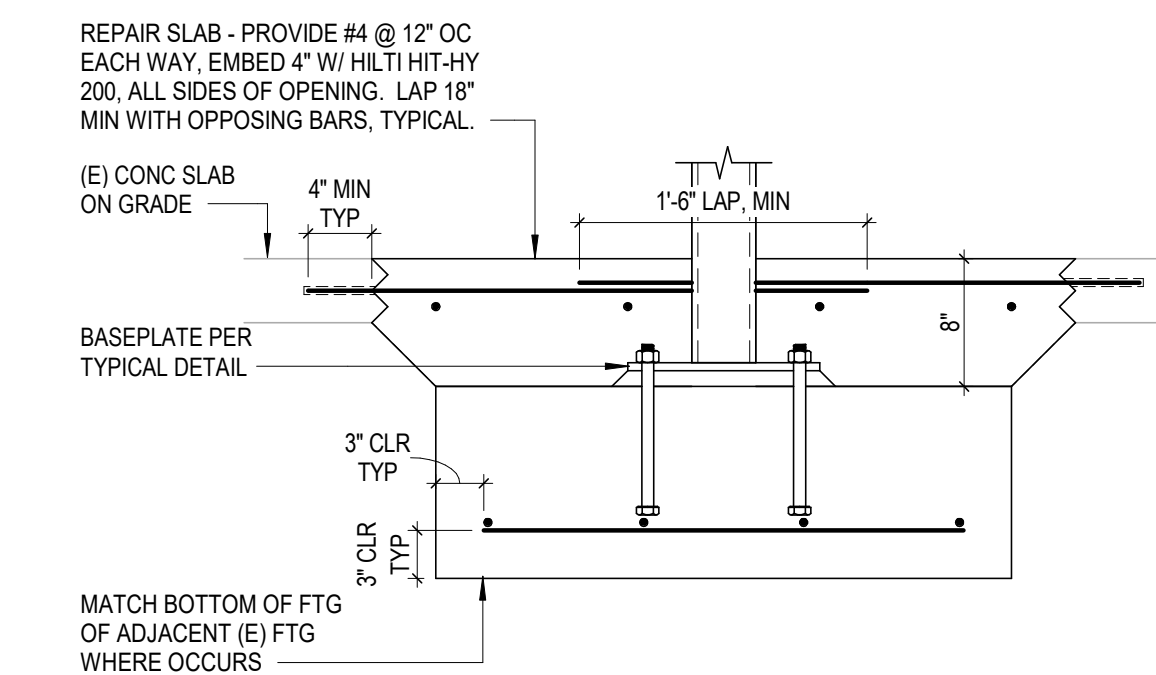 REPAIR SLAB - PROVIDE #4 @ 12" OC
EACH WAY, EMBED 4" W/ HILTI HIT-HY
200, ALL SIDES OF OPENING.  LAP 18"
MIN WITH OPPOSING BARS, TYPICAL.
(E) CONC SLAB
ON GRADE
4" MIN
TYP
1'-6" LAP, MIN
8"
BASEPLATE PER
TYPICAL DETAIL
3" CLR
TYP
3" CLR
TYP
MATCH BOTTOM OF FTG
OF ADJACENT (E) FTG
WHERE OCCURS